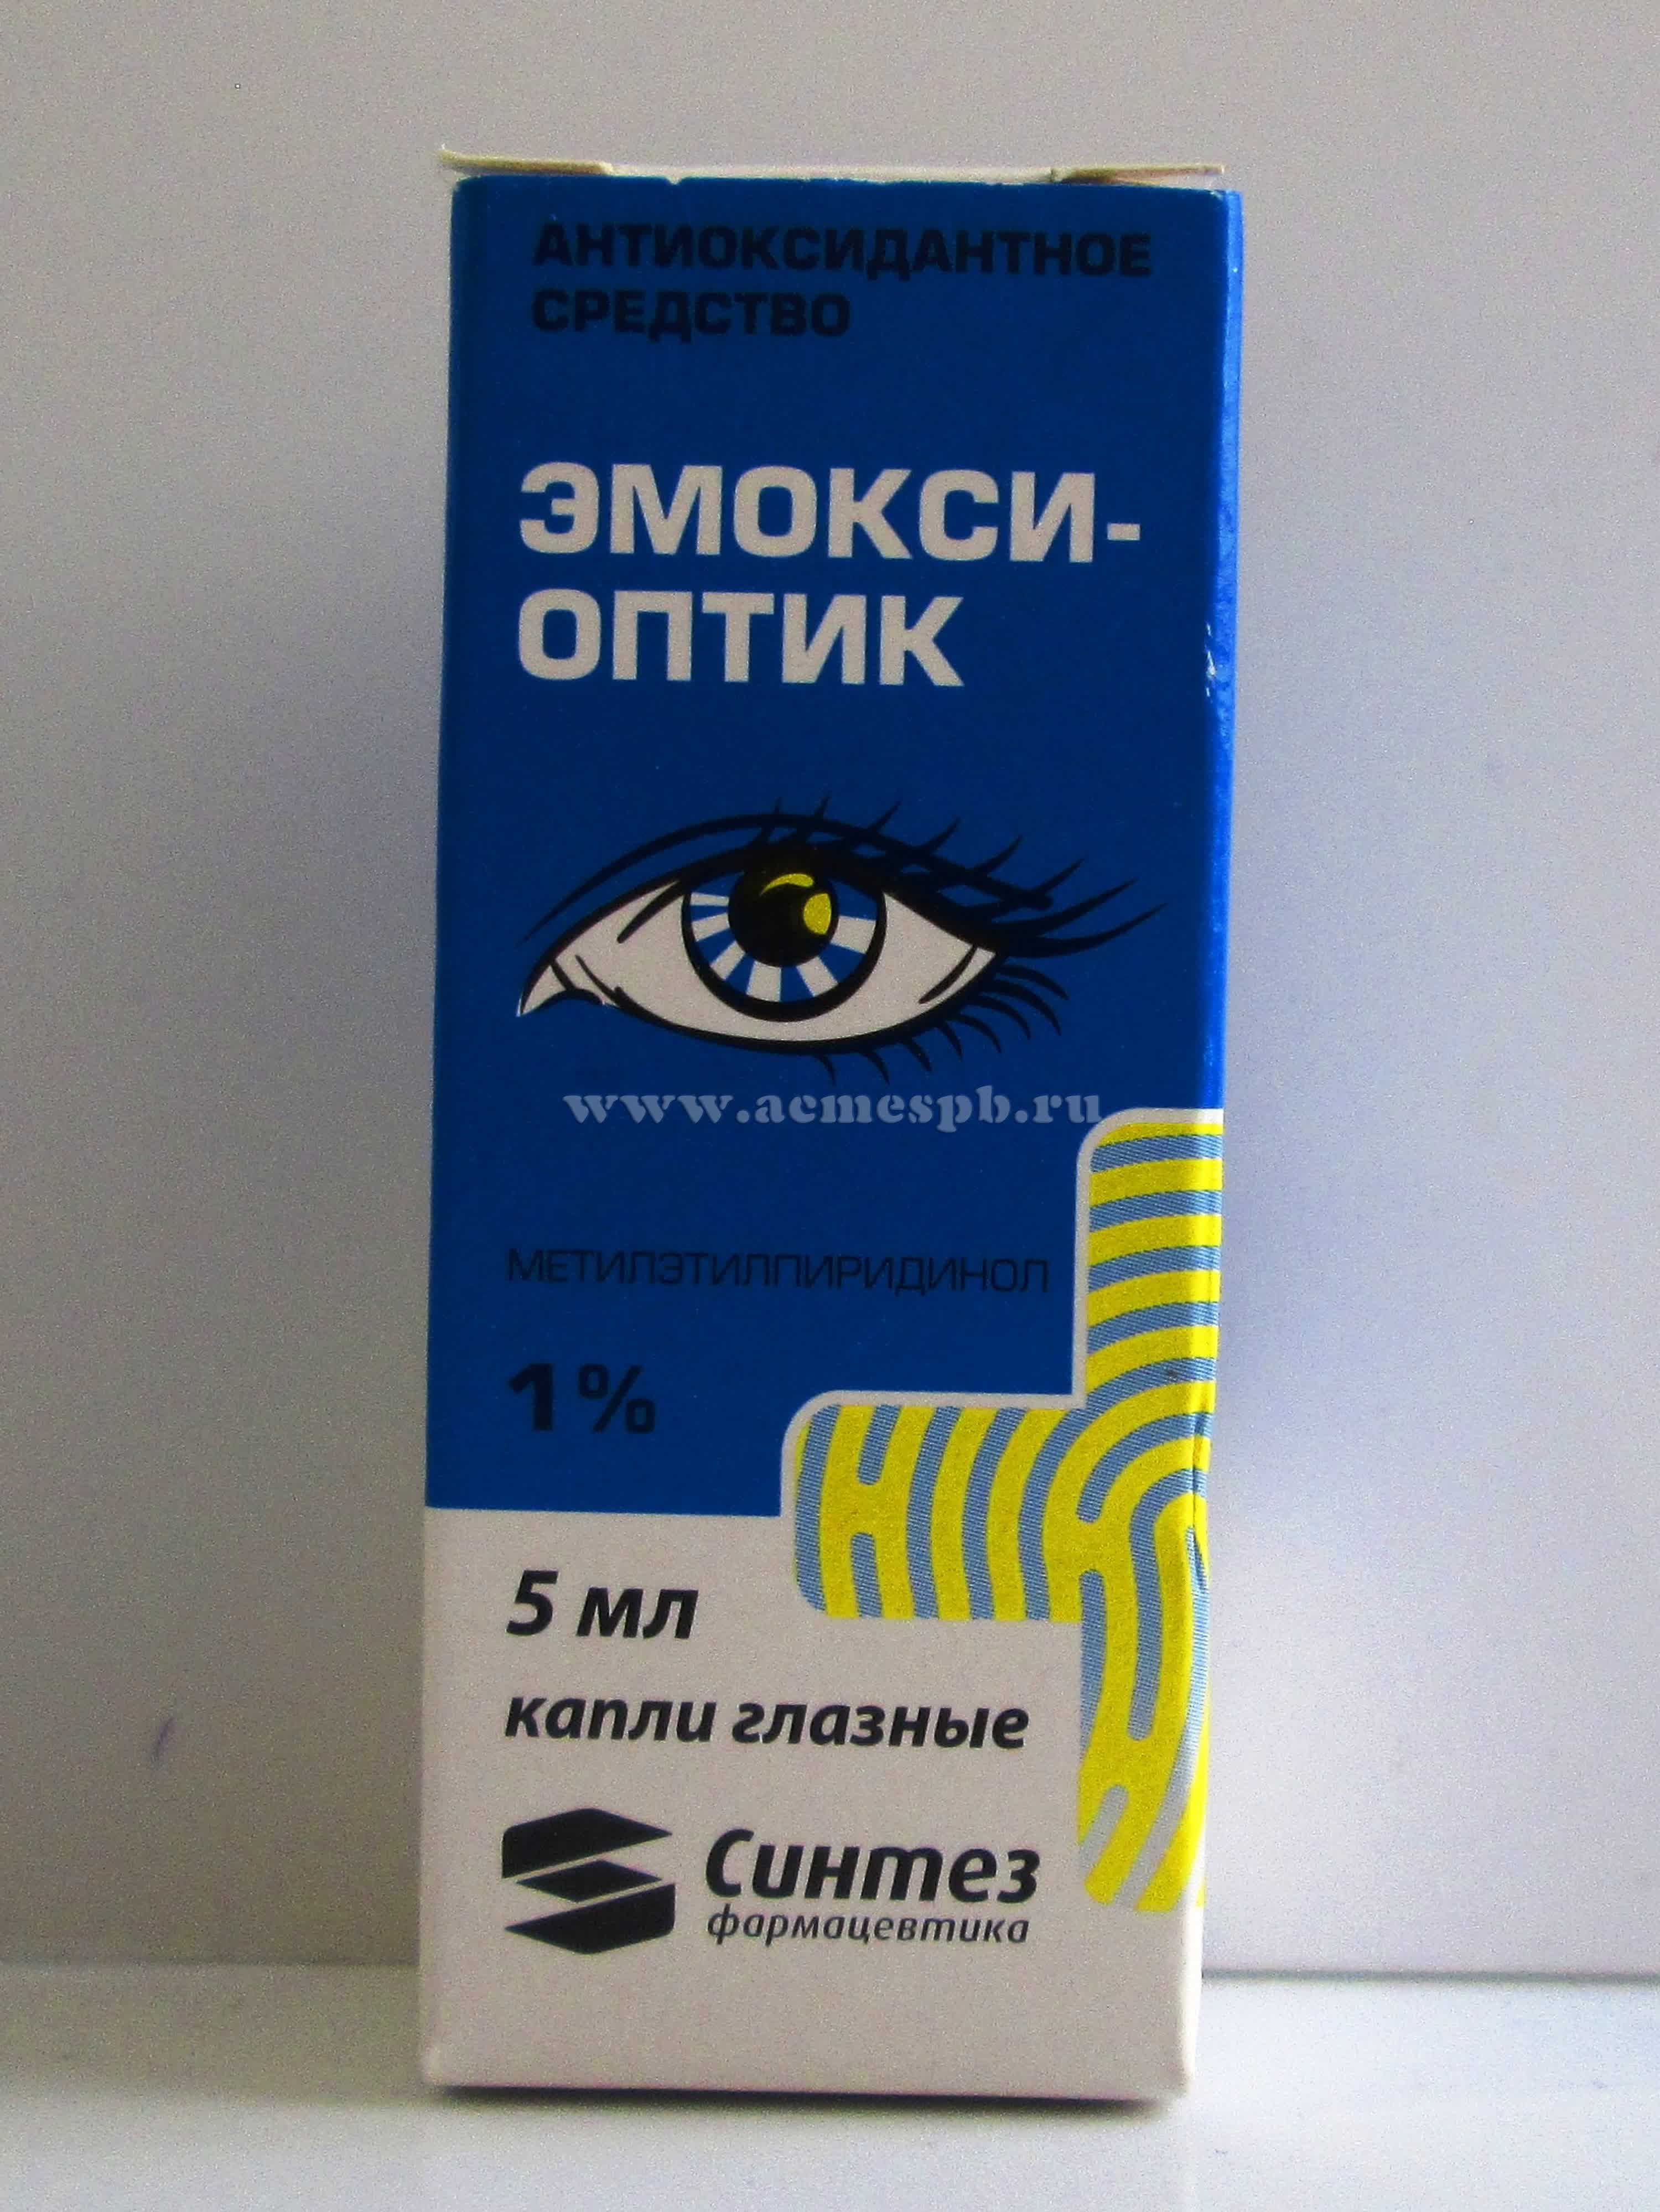 АНТИОКСИДАНТНОЕ
СРЕДСТВО
ЭМОКСИ-
ОПТИК
www.acmespb.ru
МЕТИЛЭТИЛПИРИДИНОЛ
1%
5 мл
капли глазные
Синтез
фармацевтика